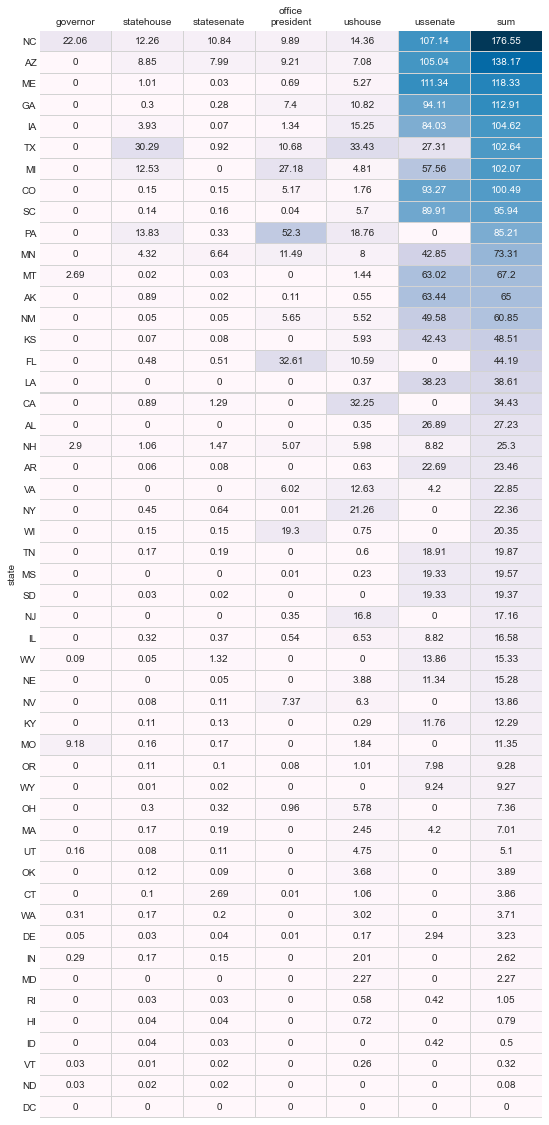 office
governor statehouse statesenate president ushouse ussenate sum
NC 22.06 12.26 10.84 9.89 14.36 107.14 176.55
AZ 0 8.85 7.99 9.21 7.08 105.04 138.17
ME 0 1.01 0.03 0.69 5.27 111.34 118.33
GA 0 0.3 0.28 7.4 10.82 94.11 112.91
IA 0 3.93 0.07 1.34 15.25 84.03 104.62
TX 0 30.29 0.92 10.68 33.43 27.31 102.64
MI 0 12.53 0 27.18 4.81 57.56 102.07
CO 0 0.15 0.15 5.17 1.76 93.27 100.49
SC 0 0.14 0.16 0.04 5.7 89.91 95.94
PA 0 13.83 0.33 52.3 18.76 0 85.21
MN 0 4.32 6.64 11.49 8 42.85 73.31
MT 2.69 0.02 0.03 0 1.44 63.02 67.2
AK 0 0.89 0.02 0.11 0.55 63.44 65
NM 0 0.05 0.05 5.65 5.52 49.58 60.85
KS 0 0.07 0.08 0 5.93 42.43 48.51
FL 0 0.48 0.51 32.61 10.59 0 44.19
LA 0 0 0 0 0.37 38.23 38.61
CA 0 0.89 1.29 0 32.25 0 34.43
AL 0 0 0 0 0.35 26.89 27.23
NH 2.9 1.06 1.47 5.07 5.98 8.82 25.3
AR 0 0.06 0.08 0 0.63 22.69 23.46
VA 0 0 0 6.02 12.63 4.2 22.85
NY 0 0.45 0.64 0.01 21.26 0 22.36
WI 0 0.15 0.15 19.3 0.75 0 20.35
TN 0 0.17 0.19 0 0.6 18.91 19.87
state
MS 0 0 0 0.01 0.23 19.33 19.57
SD 0 0.03 0.02 0 0 19.33 19.37
NJ 0 0 0 0.35 16.8 0 17.16
IL 0 0.32 0.37 0.54 6.53 8.82 16.58
WV 0.09 0.05 1.32 0 0 13.86 15.33
NE 0 0 0.05 0 3.88 11.34 15.28
NV 0 0.08 0.11 7.37 6.3 0 13.86
KY 0 0.11 0.13 0 0.29 11.76 12.29
MO 9.18 0.16 0.17 0 1.84 0 11.35
OR 0 0.11 0.1 0.08 1.01 7.98 9.28
WY 0 0.01 0.02 0 0 9.24 9.27
OH 0 0.3 0.32 0.96 5.78 0 7.36
MA 0 0.17 0.19 0 2.45 4.2 7.01
UT 0.16 0.08 0.11 0 4.75 0 5.1
OK 0 0.12 0.09 0 3.68 0 3.89
CT 0 0.1 2.69 0.01 1.06 0 3.86
WA 0.31 0.17 0.2 0 3.02 0 3.71
DE 0.05 0.03 0.04 0.01 0.17 2.94 3.23
IN 0.29 0.17 0.15 0 2.01 0 2.62
MD 0 0 0 0 2.27 0 2.27
RI 0 0.03 0.03 0 0.58 0.42 1.05
HI 0 0.04 0.04 0 0.72 0 0.79
ID 0 0.04 0.03 0 0 0.42 0.5
VT 0.03 0.01 0.02 0 0.26 0 0.32
ND 0.03 0.02 0.02 0 0 0 0.08
DC 0 0 0 0 0 0 0